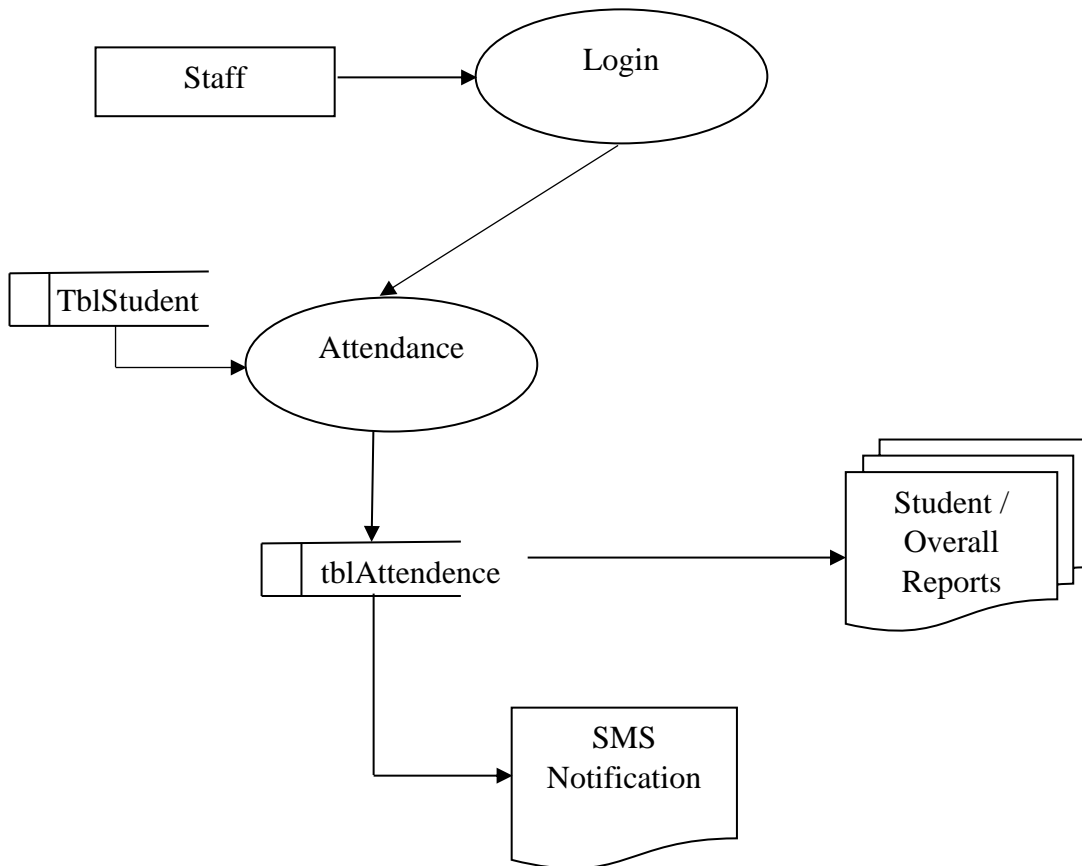 Staff
Login
TblStudent
Attendance
Student /
Overall
Reports
tblAttendence
SMS
Notification